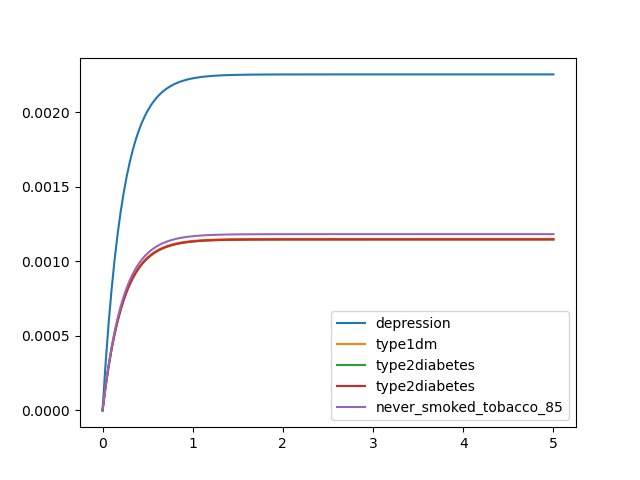 0.0020
0.0015
0.0010
0.0005
0.0000
0 1 2 3 4 5
depression
type1dm
type2diabetes
type2diabetes
never_smoked_tobacco_85